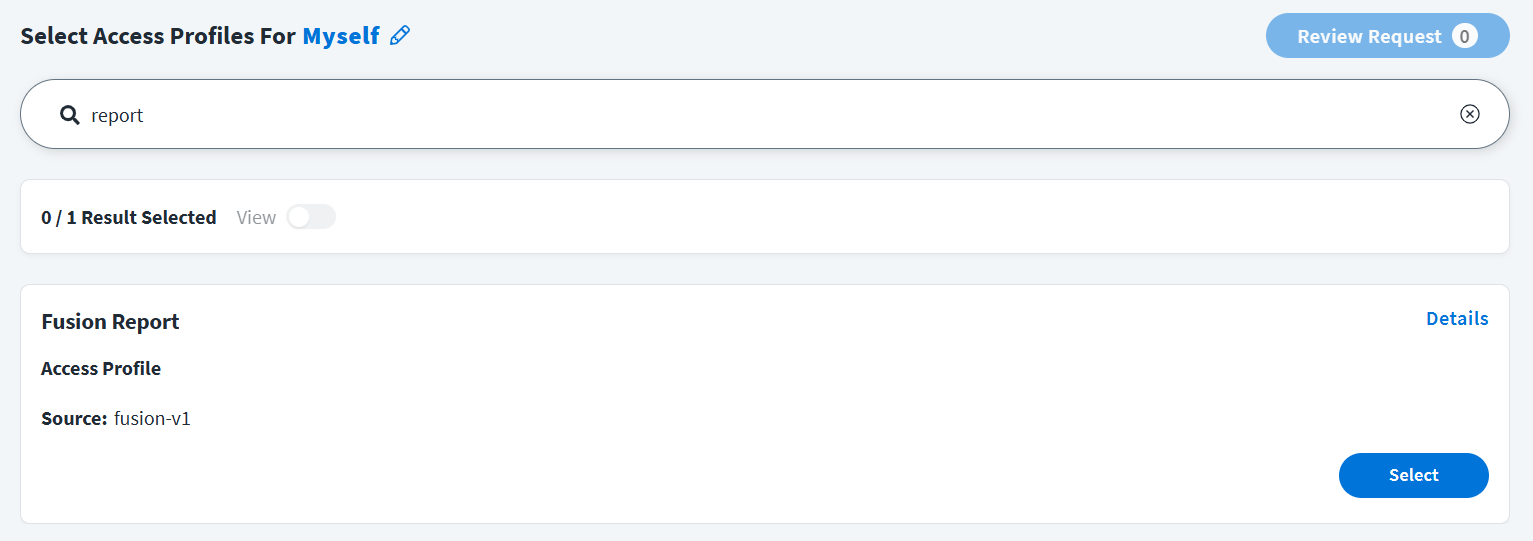 Select Access Profiles For Myself
Review Request 0
report
0 / 1 Result Selected View
Fusion Report
Details
Access Profile
Source: fusion-v1
Select